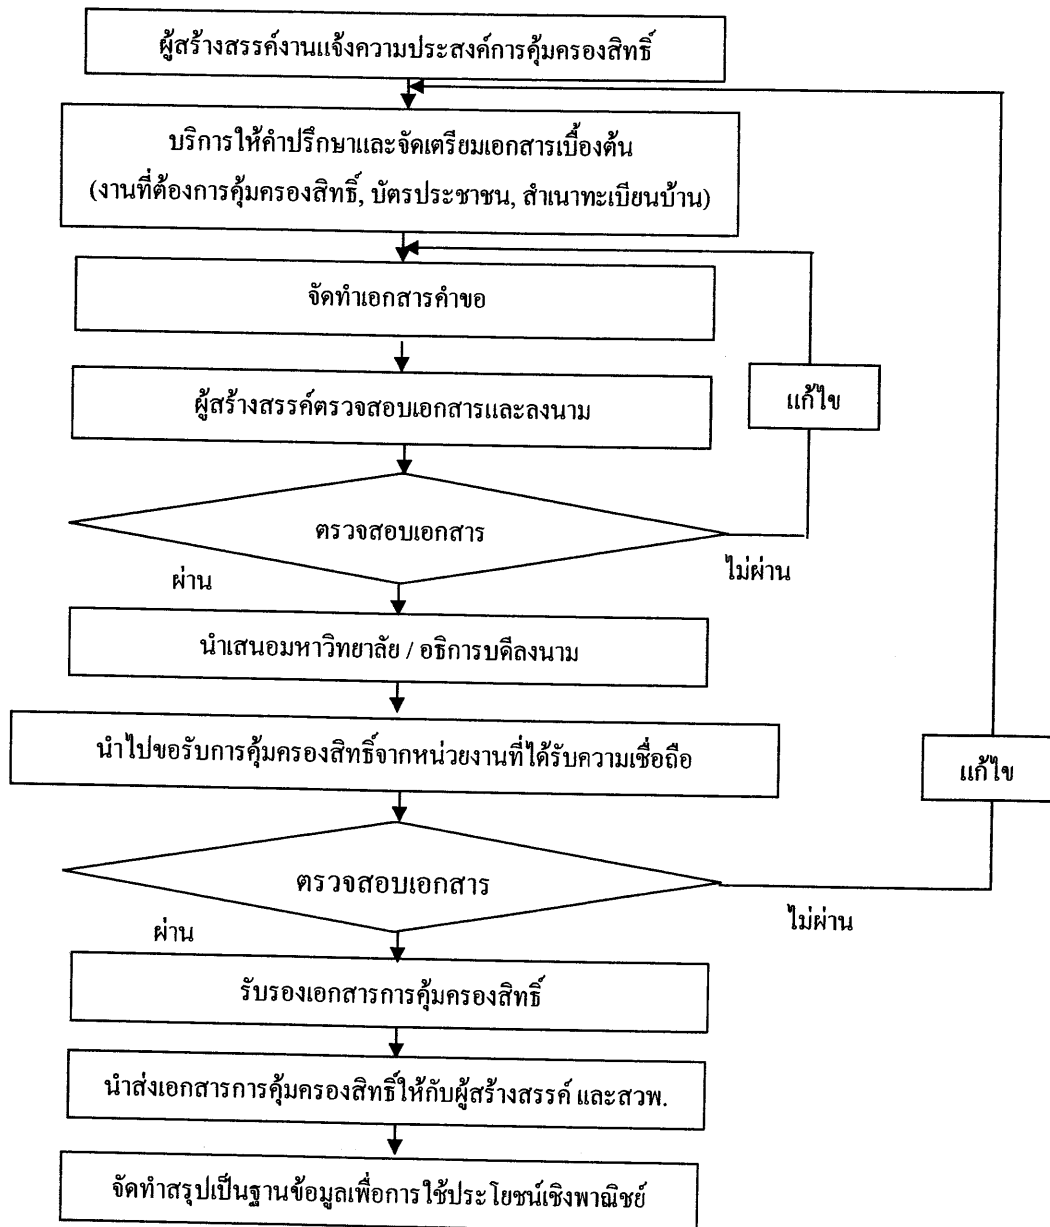 ผู้สร้างสรรค์งานแจ้งความประสงค์การคุ้มครองสิทธิ์
บริการให้คำปรึกษาและจัดเตรียมเอกสารเบื้องต้น
(งานที่ต้องการคุ้มครองสิทธิ์, บัตรประชาชน, สำเนาทะเบียนบ้าน)
จัดทำเอกสารคำขอ
ผู้สร้างสรรค์ตรวจสอบเอกสารและลงนาม
แก้ไข
ตรวจสอบเอกสาร
ผ่าน
ไม่ผ่าน
นำเสนอมหาวิทยาลัย / อธิการบดีลงนาม
นำไปขอรับการคุ้มครองสิทธิ์จากหน่วยงานที่ได้รับความเชื่อถือ
แก้ไข
ตรวจสอบเอกสาร
ผ่าน
ไม่ผ่าน
รับรองเอกสารการคุ้มครองสิทธิ์
นำส่งเอกสารการคุ้มครองสิทธิ์ให้กับผู้สร้างสรรค์ และสวพ.
จัดทำสรุปเป็นฐานข้อมูลเพื่อการใช้ประโยชน์เชิงพาณิชย์